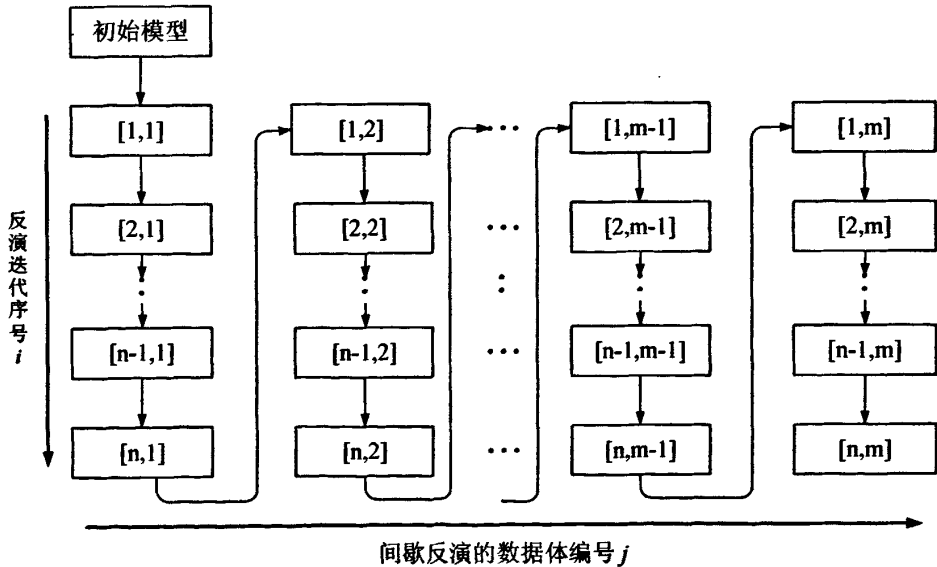 初始模型
[1,1] [1,2] ··· [1,m-1] [1,m]
[2,1] [2,2] ··· [2,m-1] [2,m]
[n-1,1] [n-1,2] ··· [n-1,m-1] [n-1,m]
[n,1] [n,2] ··· [n,m-1] [n,m]
反演迭代序号i
间歇反演的数据体编号j